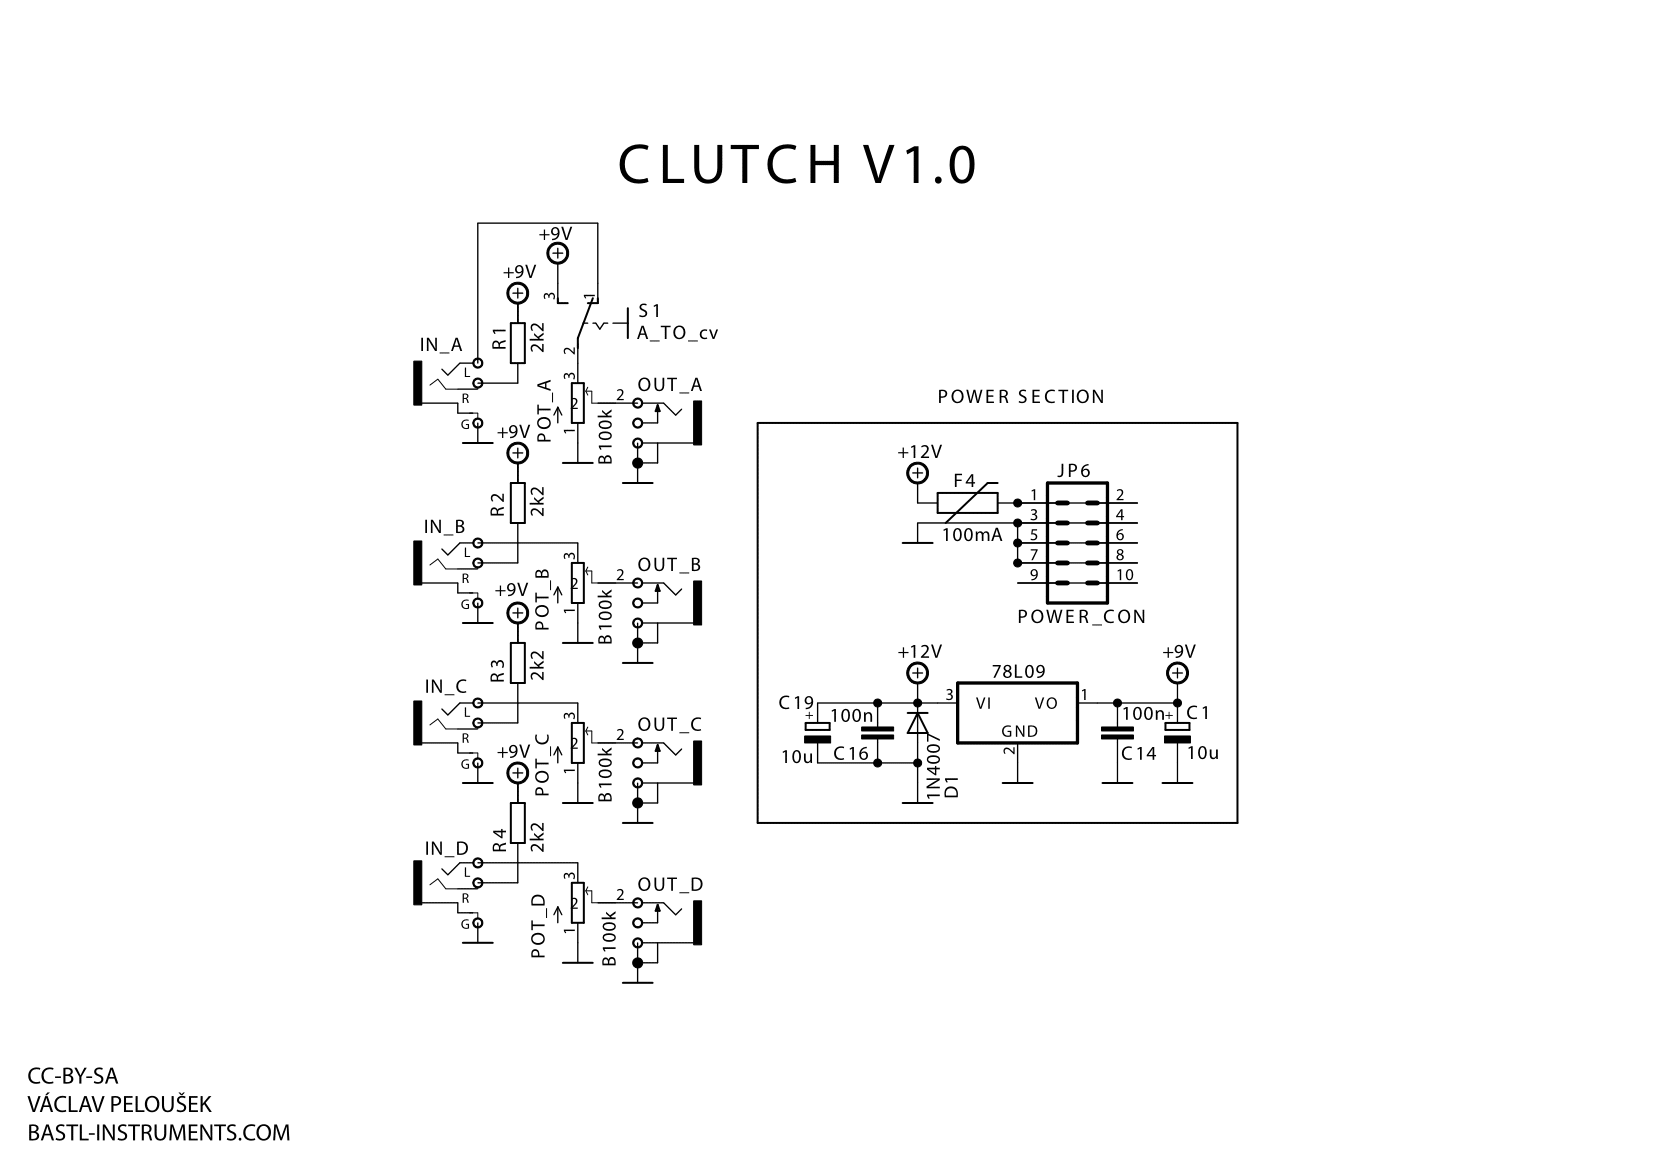 CLUTCH V1.0
+9V
+9V
3
1
S1
A_TO_cv
R1
2k2
2
IN_A
L
R
G
3
2
1
POT_A
B100k
2
OUT_A
+9V
R2
2k2
IN_B
L
R
G
3
2
1
POT_B
B100k
2
OUT_B
+9V
R3
2k2
IN_C
L
R
G
3
2
1
POT_C
B100k
2
OUT_C
+9V
R4
2k2
IN_D
L
R
G
3
2
1
POT_D
B100k
2
OUT_D
POWER SECTION
+12V
F4
100mA
JP6
1 2
3 4
5 6
7 8
9 10
POWER_CON
+12V
78L09
+9V
C19
+
10u
100n
C16
1N4007
D1
3
VI VO
GND
1
2
100n
C14
+
C1
10u
CC-BY-SA
VÁCLAV PELOUŠEK
BASTL-INSTRUMENTS.COM